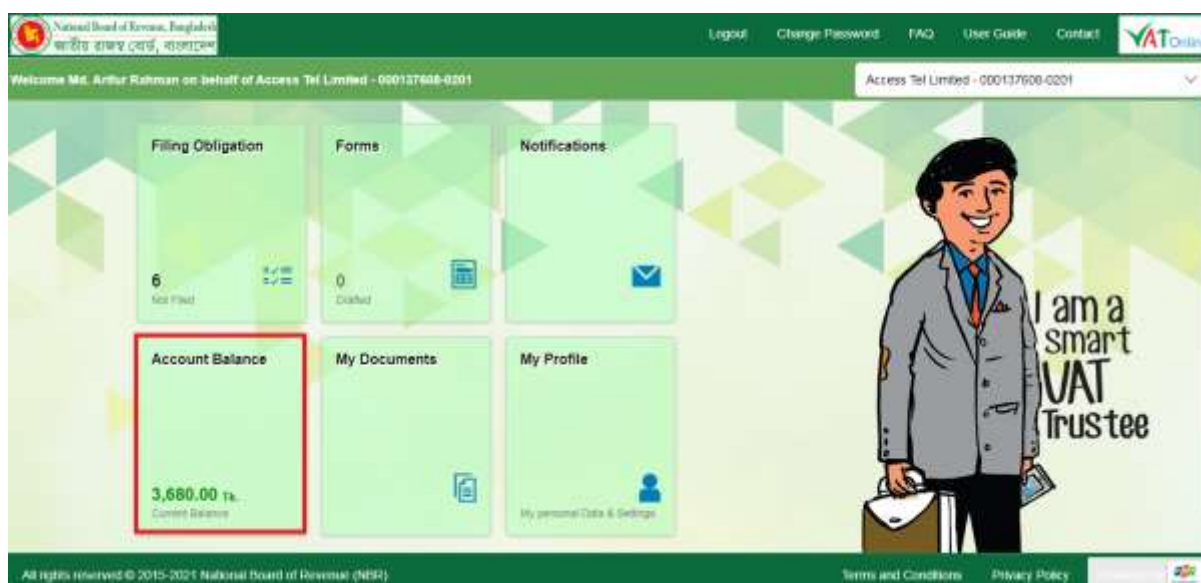 National Board of Revenue, Bangladesh
জাতীয় রাজস্ব বোর্ড, বাংলাদেশ
Logout Change Password FAQ User Guide Contact
VAT Online
Welcome Md. Arifur Rahman on behalf of Access Tel Limited - 000137608-0201
Access Tel Limited - 000137608-0201
Filing Obligation
6
Not Filed
Forms
0
Drafted
Notifications
Account Balance
3,680.00 Tk.
Current Balance
My Documents
My Profile
My personal Data & Settings
I am a
smart
VAT
Trustee
All rights reserved © 2015-2021 National Board of Revenue (NBR)
Terms and Conditions Privacy Policy